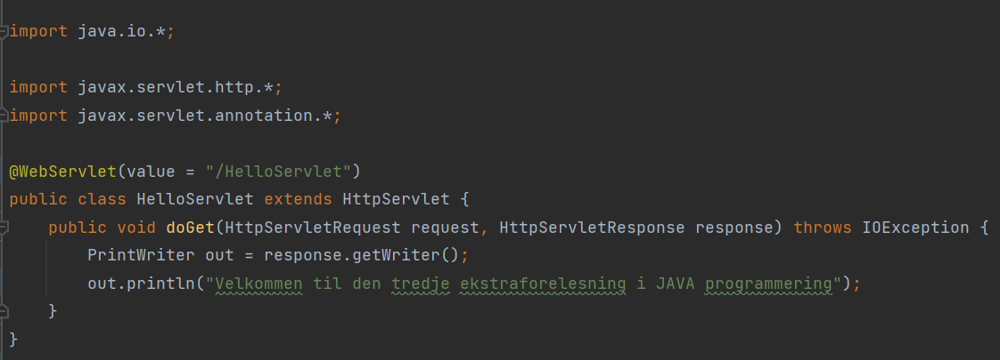 import java.io.*;
import javax.servlet.http.*;
import javax.servlet.annotation.*;
@WebServlet(value = "/HelloServlet")
public class HelloServlet extends HttpServlet {
public void doGet(HttpServletRequest request, HttpServletResponse response) throws IOException {
PrintWriter out = response.getWriter();
out.println("Velkommen til den tredje ekstraforelesning i JAVA programmering");
}
}